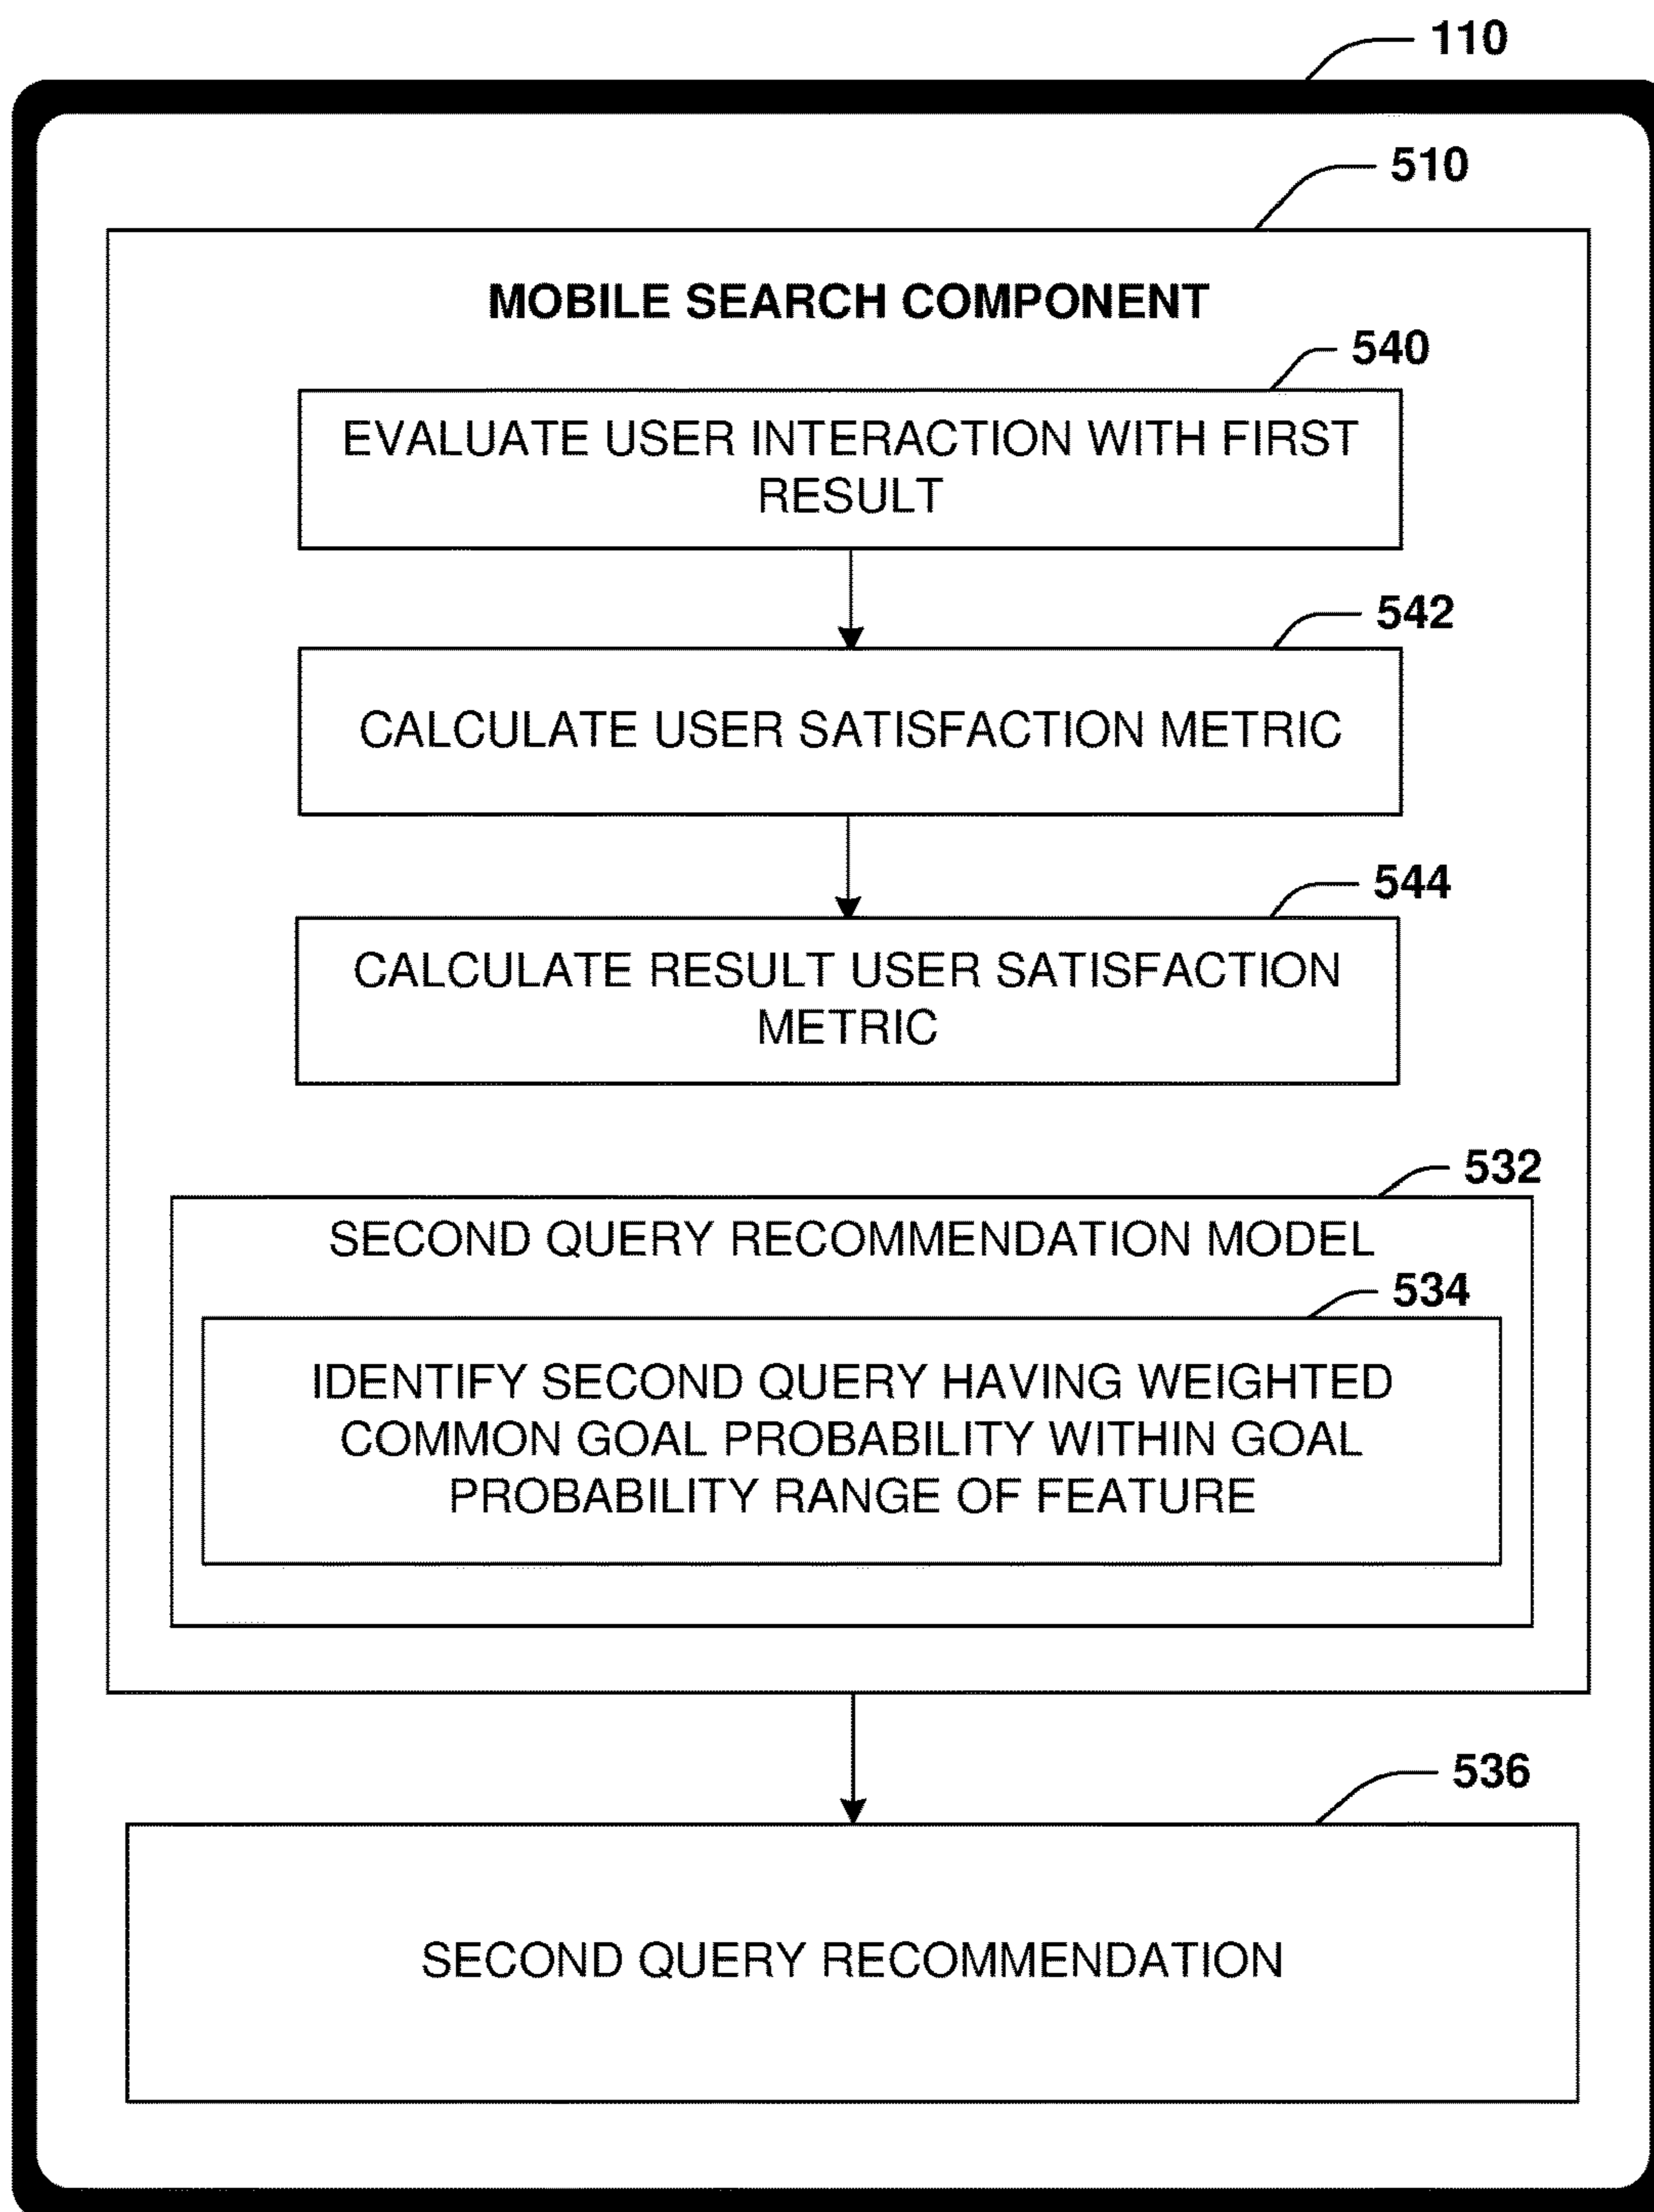 110
510
MOBILE SEARCH COMPONENT
540
EVALUATE USER INTERACTION WITH FIRST
RESULT
542
CALCULATE USER SATISFACTION METRIC
544
CALCULATE RESULT USER SATISFACTION
METRIC
532
SECOND QUERY RECOMMENDATION MODEL
534
IDENTIFY SECOND QUERY HAVING WEIGHTED
COMMON GOAL PROBABILITY WITHIN GOAL
PROBABILITY RANGE OF FEATURE
536
SECOND QUERY RECOMMENDATION